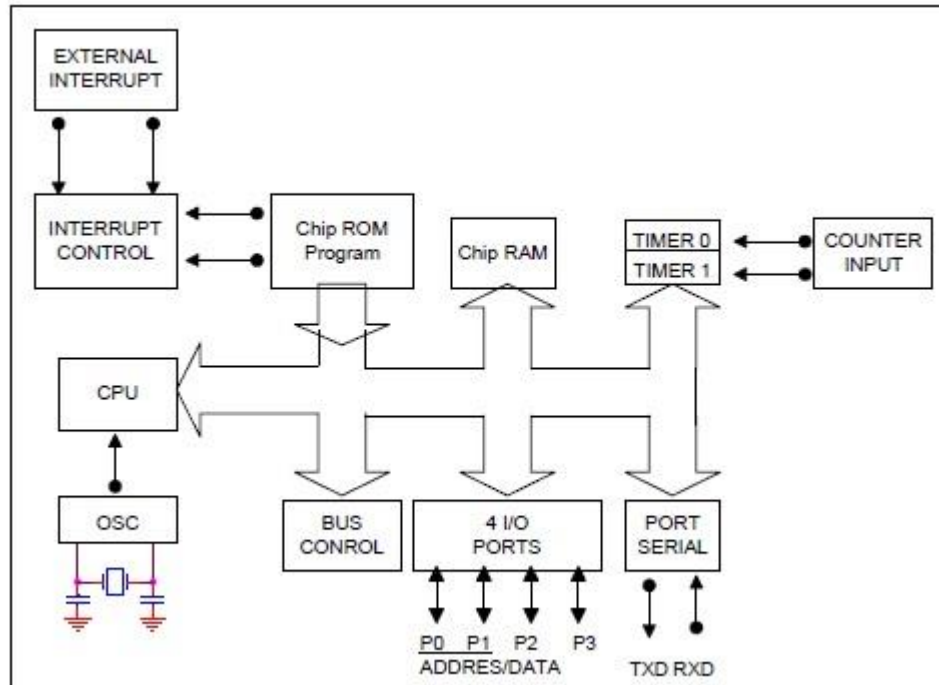 EXTERNAL
INTERRUPT
INTERRUPT
CONTROL
Chip ROM
Program
Chip RAM
TIMER 0
TIMER 1
COUNTER
INPUT
CPU
OSC
BUS
CONROL
4 I/O
PORTS
PORT
SERIAL
P0 P1 P2 P3
ADDRES/DATA
TXD RXD